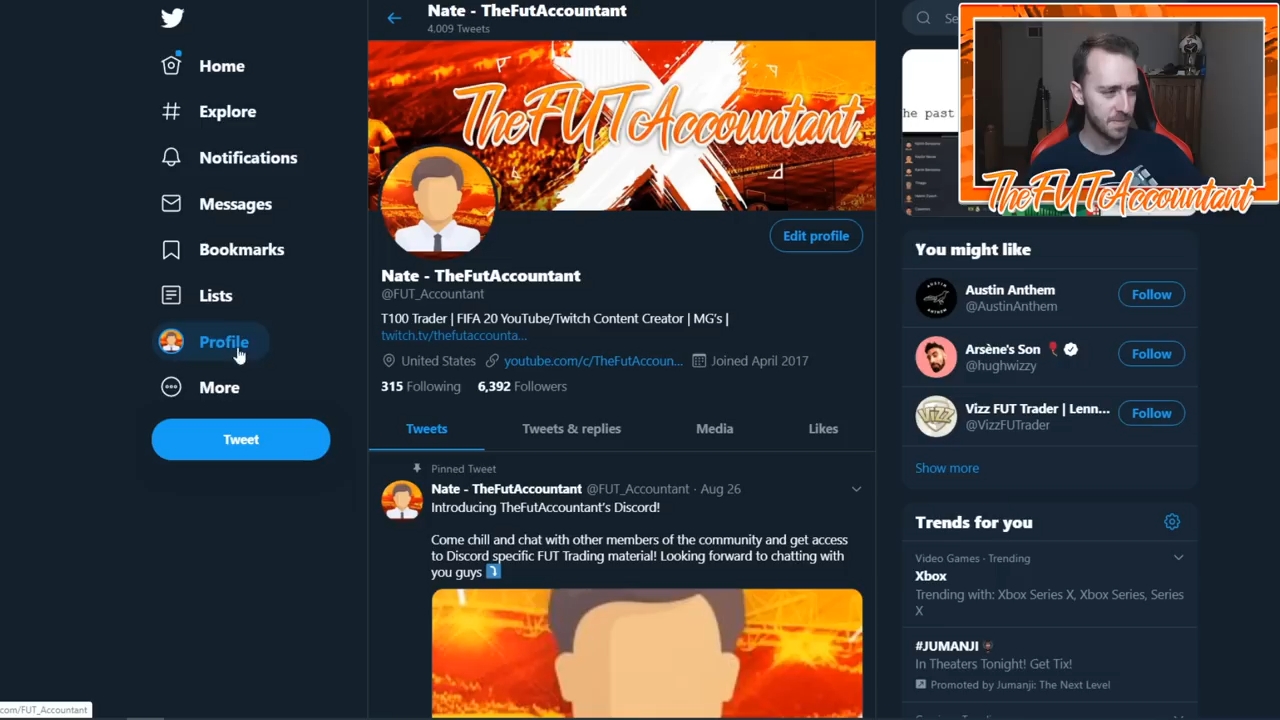 Nate - TheFutAccountant
4,009 Tweets
Home
Explore
Notifications
Messages
Bookmarks
Lists
Profile
More
Tweet
TheFUTAccountant
Edit profile
Nate - TheFutAccountant
@FUT_Accountant
T100 Trader | FIFA 20 YouTube/Twitch Content Creator | MG's |
twitch.tv/thefutaccounta...
United States youtube.com/c/TheFutAccoun... Joined April 2017
315 Following 6,392 Followers
Tweets Tweets & replies Media Likes
Pinned Tweet
Nate - TheFutAccountant @FUT_Accountant · Aug 26
Introducing TheFutAccountant's Discord!
Come chill and chat with other members of the community and get access
to Discord specific FUT Trading material! Looking forward to chatting with
you guys
Se
he past
TheFUTAccountant
You might like
Austin Anthem
@AustinAnthem
Follow
Arsène's Son
@hughwizzy
Follow
Vizz FUT Trader | Lenn...
@VizzFUTrader
Follow
Show more
Trends for you
Video Games · Trending
Xbox
Trending with: Xbox Series X, Xbox Series, Series
X
#JUMANJI
In Theaters Tonight! Get Tix!
Promoted by Jumanji: The Next Level
com/FUT_Accountant